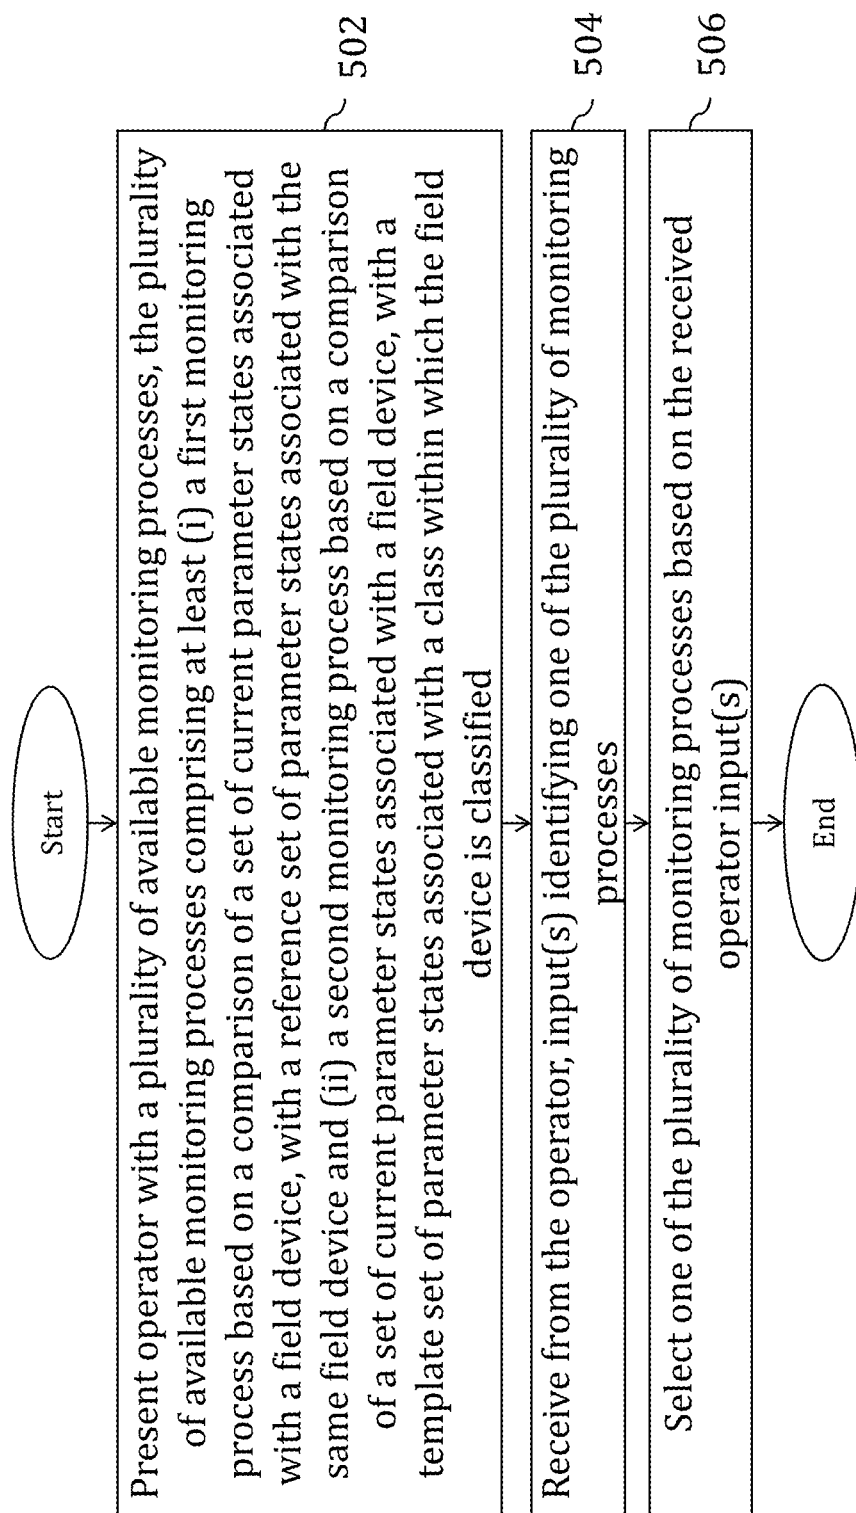 Start
Present operator with a plurality of available monitoring processes, the plurality
of available monitoring processes comprising at least (i) a first monitoring
process based on a comparison of a set of current parameter states associated
with a field device, with a reference set of parameter states associated with the
same field device and (ii) a second monitoring process based on a comparison
of a set of current parameter states associated with a field device, with a
template set of parameter states associated with a class within which the field
device is classified
502
Receive from the operator, input(s) identifying one of the plurality of monitoring
processes
504
Select one of the plurality of monitoring processes based on the received
operator input(s)
506
End